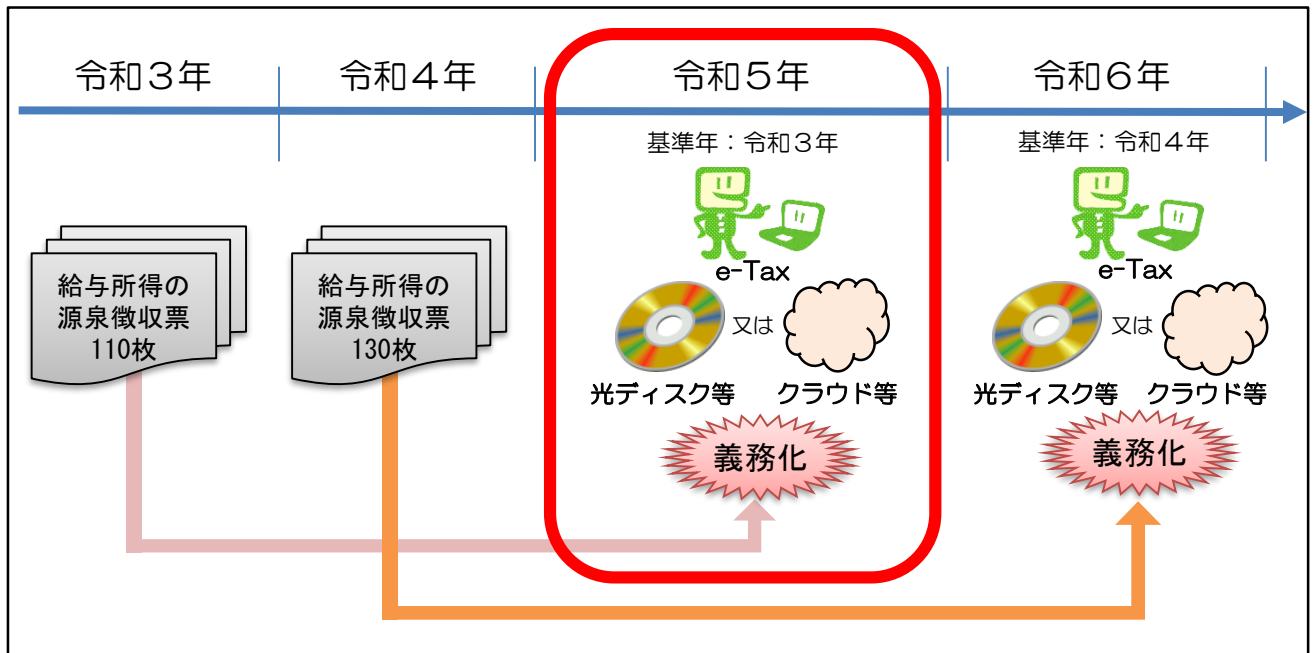 令和３年
令和４年
令和５年
令和６年
基準年：令和３年
基準年：令和４年
給与所得の
源泉徴収票
110枚
給与所得の
源泉徴収票
130枚
e-Tax
又は
光ディスク等
クラウド等
義務化
e-Tax
又は
光ディスク等
クラウド等
義務化